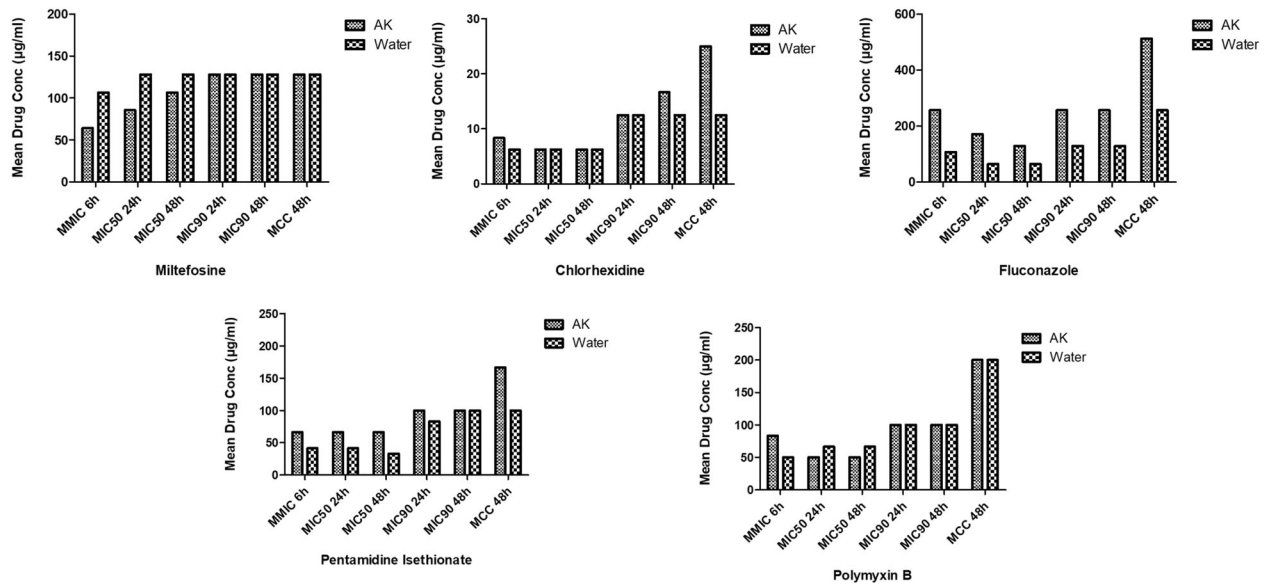 Mean Drug Conc (µg/ml)
200
150
100
50
0
AK
Water
MMIC 6h
MIC50 24h
MIC50 48h
MIC90 24h
MIC90 48h
MCC 48h
Miltefosine
Mean Drug Conc (µg/ml)
30
20
10
0
AK
Water
MMIC 6h
MIC50 24h
MIC50 48h
MIC90 24h
MIC90 48h
MCC 48h
Chlorhexidine
Mean Drug Conc (µg/ml)
600
400
200
0
AK
Water
MMIC 6h
MIC50 24h
MIC50 48h
MIC90 24h
MIC90 48h
MCC 48h
Fluconazole
Mean Drug Conc (µg/ml)
250
200
150
100
50
0
AK
Water
MMIC 6h
MIC50 24h
MIC50 48h
MIC90 24h
MIC90 48h
MCC 48h
Pentamidine Isethionate
Mean Drug Conc (µg/ml)
250
200
150
100
50
0
AK
Water
MMIC 6h
MIC50 24h
MIC50 48h
MIC90 24h
MIC90 48h
MCC 48h
Polymyxin B